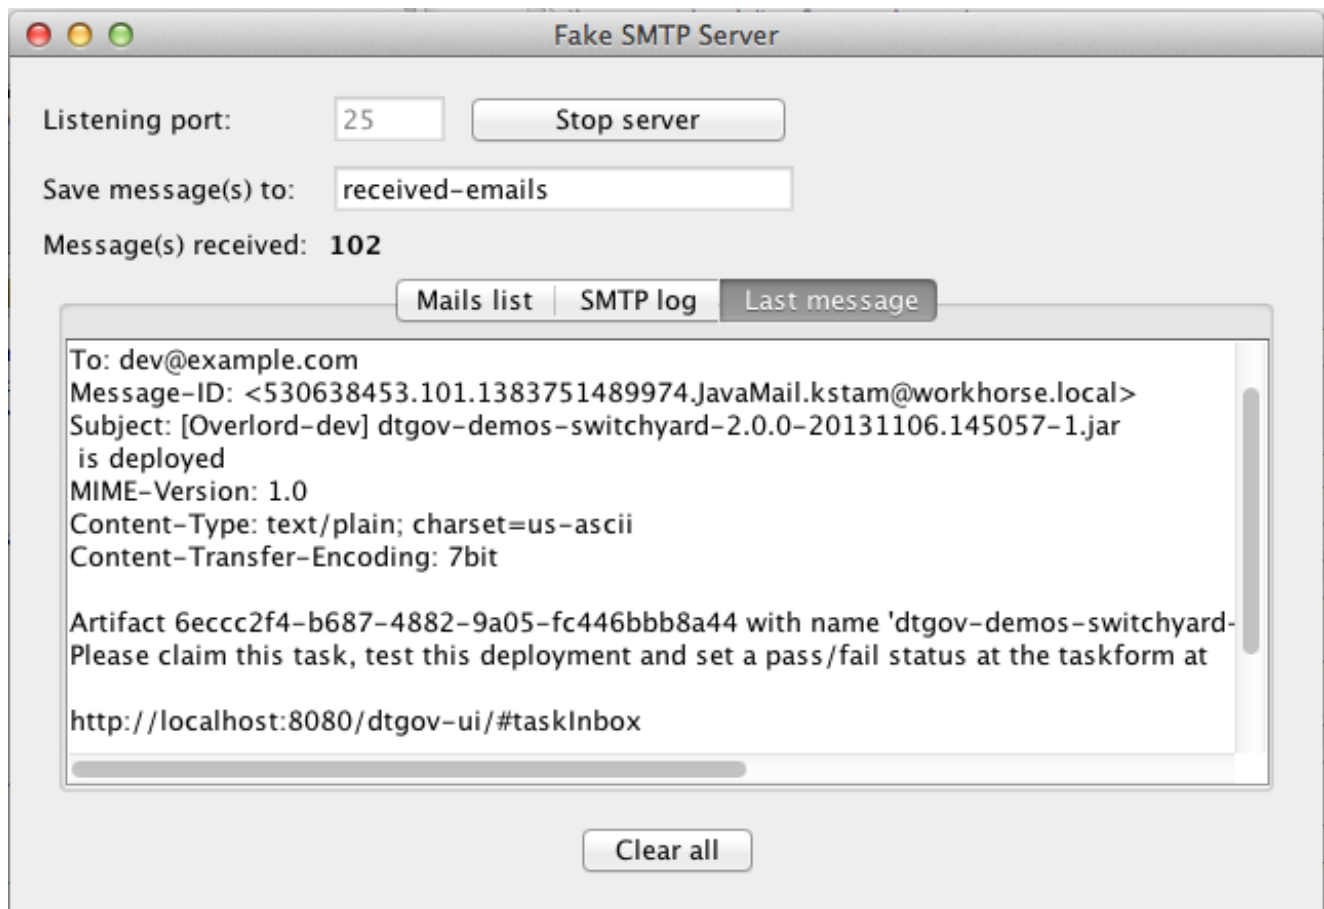 Fake SMTP Server
Listening port: 25 Stop server
Save message(s) to: received-emails
Message(s) received: 102
Mails list SMTP log Last message
To: dev@example.com
Message-ID: <530638453.101.1383751489974.JavaMail.kstam@workhorse.local>
Subject: [Overlord-dev] dtgov-demos-switchyard-2.0.0-20131106.145057-1.jar
is deployed
MIME-Version: 1.0
Content-Type: text/plain; charset=us-ascii
Content-Transfer-Encoding: 7bit
Artifact 6eccc2f4-b687-4882-9a05-fc446bbb8a44 with name 'dtgov-demos-switchyard-
Please claim this task, test this deployment and set a pass/fail status at the taskform at
http://localhost:8080/dtgov-ui/#taskInbox
Clear all